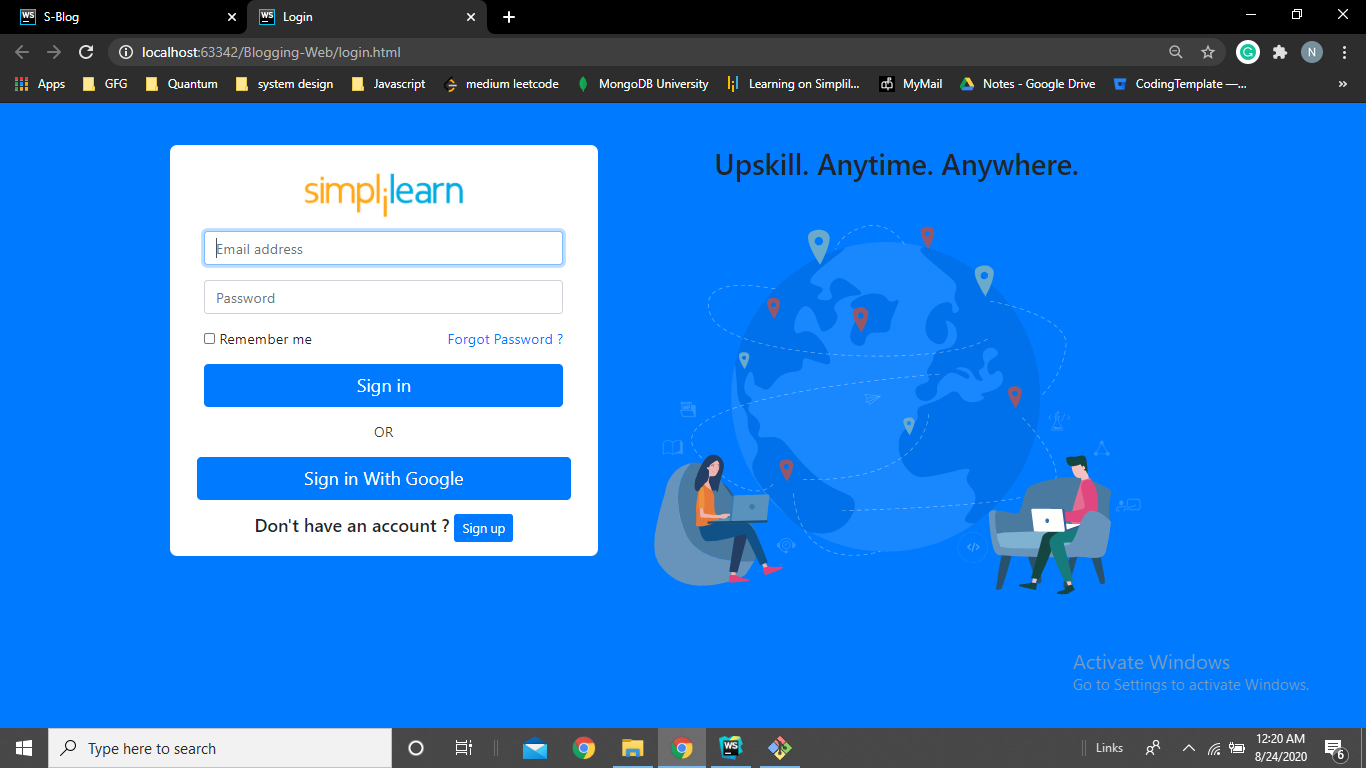 S-Blog
Login
localhost:63342/Blogging-Web/login.html
N
Apps
GFG
Quantum
system design
Javascript
medium leetcode
MongoDB University
Learning on Simplil...
MyMail
Notes - Google Drive
CodingTemplate —...
»
simplilearn
Email address
Password
Remember me
Forgot Password ?
Sign in
OR
Sign in With Google
Don't have an account ? Sign up
Upskill. Anytime. Anywhere.
Activate Windows
Go to Settings to activate Windows.
Type here to search
WS
Links
12:20 AM
8/24/2020
6